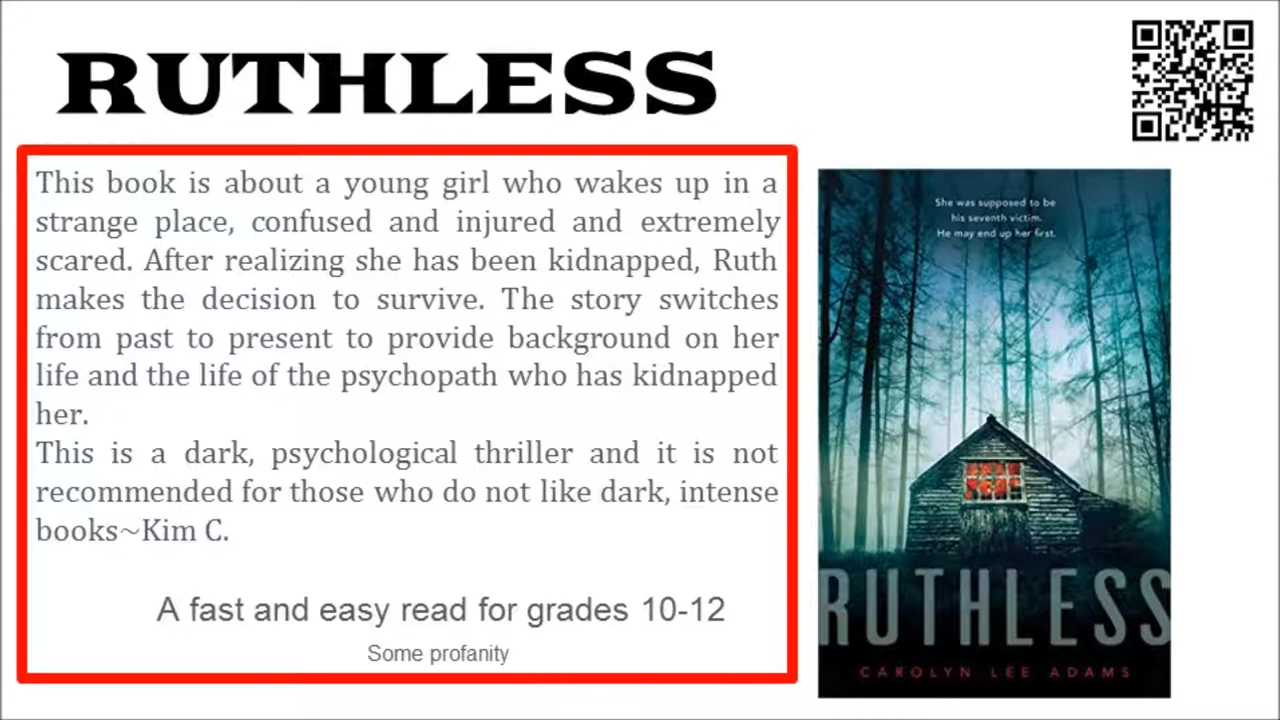 RUTHLESS
This book is about a young girl who wakes up in a
strange place, confused and injured and extremely
scared. After realizing she has been kidnapped, Ruth
makes the decision to survive. The story switches
from past to present to provide background on her
life and the life of the psychopath who has kidnapped
her.
This is a dark, psychological thriller and it is not
recommended for those who do not like dark, intense
books~Kim C.
A fast and easy read for grades 10-12
Some profanity
She was supposed to be
his seventh victim.
He may end up her first.
RUTHLESS
CAROLYN LEE ADAMS